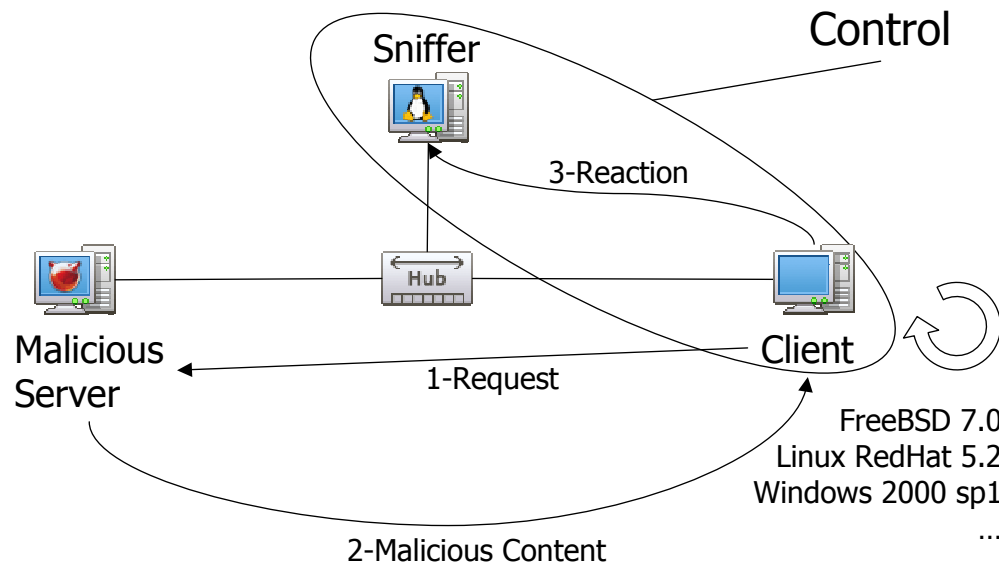 Control
Sniffer
3-Reaction
Hub
Malicious
Server
Client
1-Request
FreeBSD 7.0
Linux RedHat 5.2
Windows 2000 sp1
...
2-Malicious Content